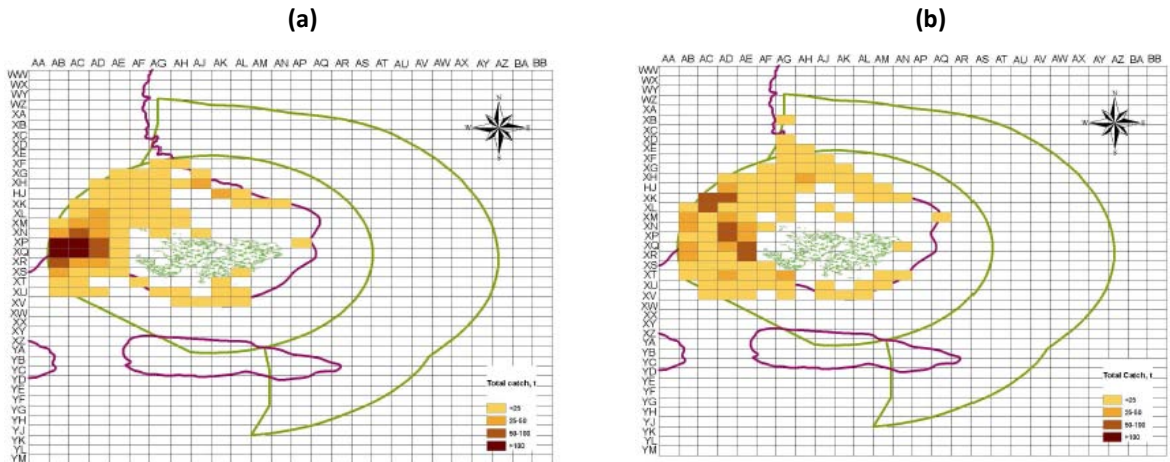 (a)
(b)
AA AB AC AD AE AF AG AH AJ AK AL AM AN AP AQ AR AS AT AU AV AW AX AY AZ BA BB
WW
WX
WY
WZ
XA
XB
XC
XD
XE
XF
XG
XH
HJ
XK
XL
XM
XN
XP
XQ
XR
XS
XT
XU
XV
XW
XX
XY
XZ
YA
YB
YC
YD
YE
YF
YG
YH
YJ
YK
YL
YM
N
W E
S
Total catch, t
<25
25-50
50-100
>100
AA AB AC AD AE AF AG AH AJ AK AL AM AN AP AQ AR AS AT AU AV AW AX AY AZ BA BB
WW
WX
WY
WZ
XA
XB
XC
XD
XE
XF
XG
XH
HJ
XK
XL
XM
XN
XP
XQ
XR
XS
XT
XU
XV
XW
XX
XY
XZ
YA
YB
YC
YD
YE
YF
YG
YH
YJ
YK
YL
YM
N
W E
S
Total Catch, t
<25
25-50
50-100
>100